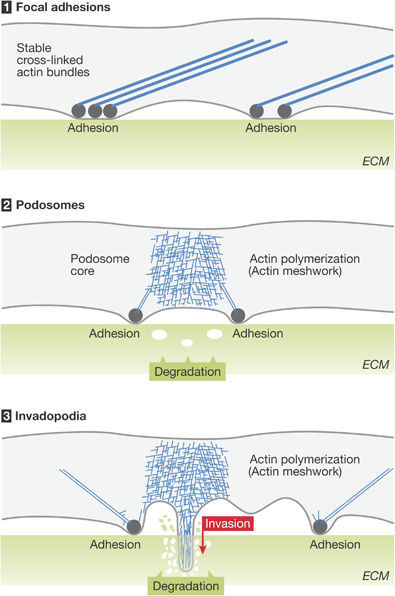 1 Focal adhesions
Stable
cross-linked
actin bundles
Adhesion
Adhesion
ECM
2 Podosomes
Podosome
core
Actin polymerization
(Actin meshwork)
Adhesion
Adhesion
Degradation
ECM
3 Invadopodia
Actin polymerization
(Actin meshwork)
Invasion
Adhesion
Adhesion
ECM
Degradation